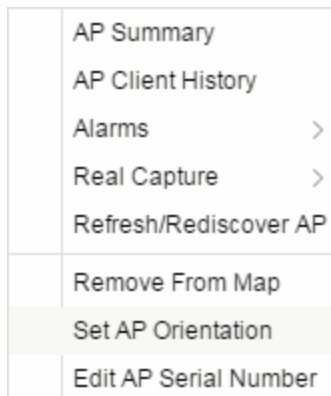 AP Summary
AP Client History
Alarms
Real Capture
Refresh/Rediscover AP
Remove From Map
Set AP Orientation
Edit AP Serial Number